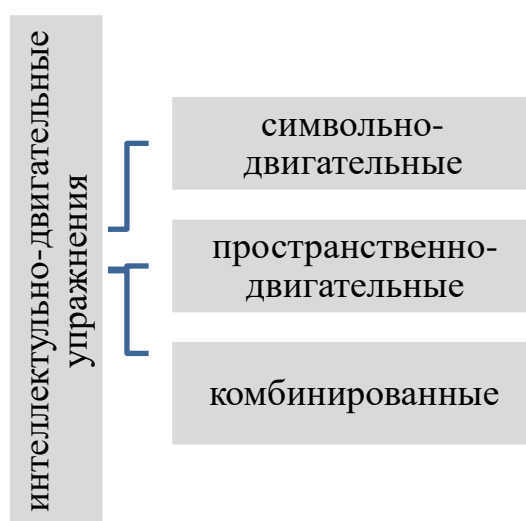 интеллектульно-двигательные
упражнения
символьно-
двигательные
пространственно-
двигательные
комбинированные